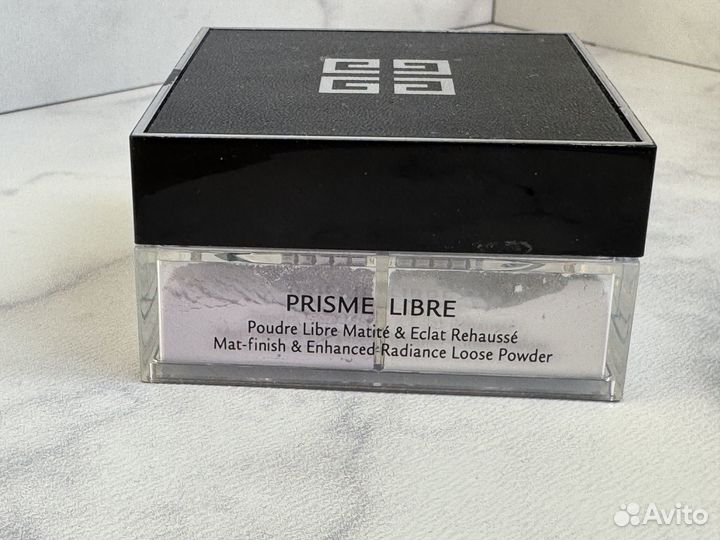 PRISME LIBRE
Poudre Libre Matité & Eclat Rehaussé
Mat-finish & Enhanced Radiance Loose Powder
Avito